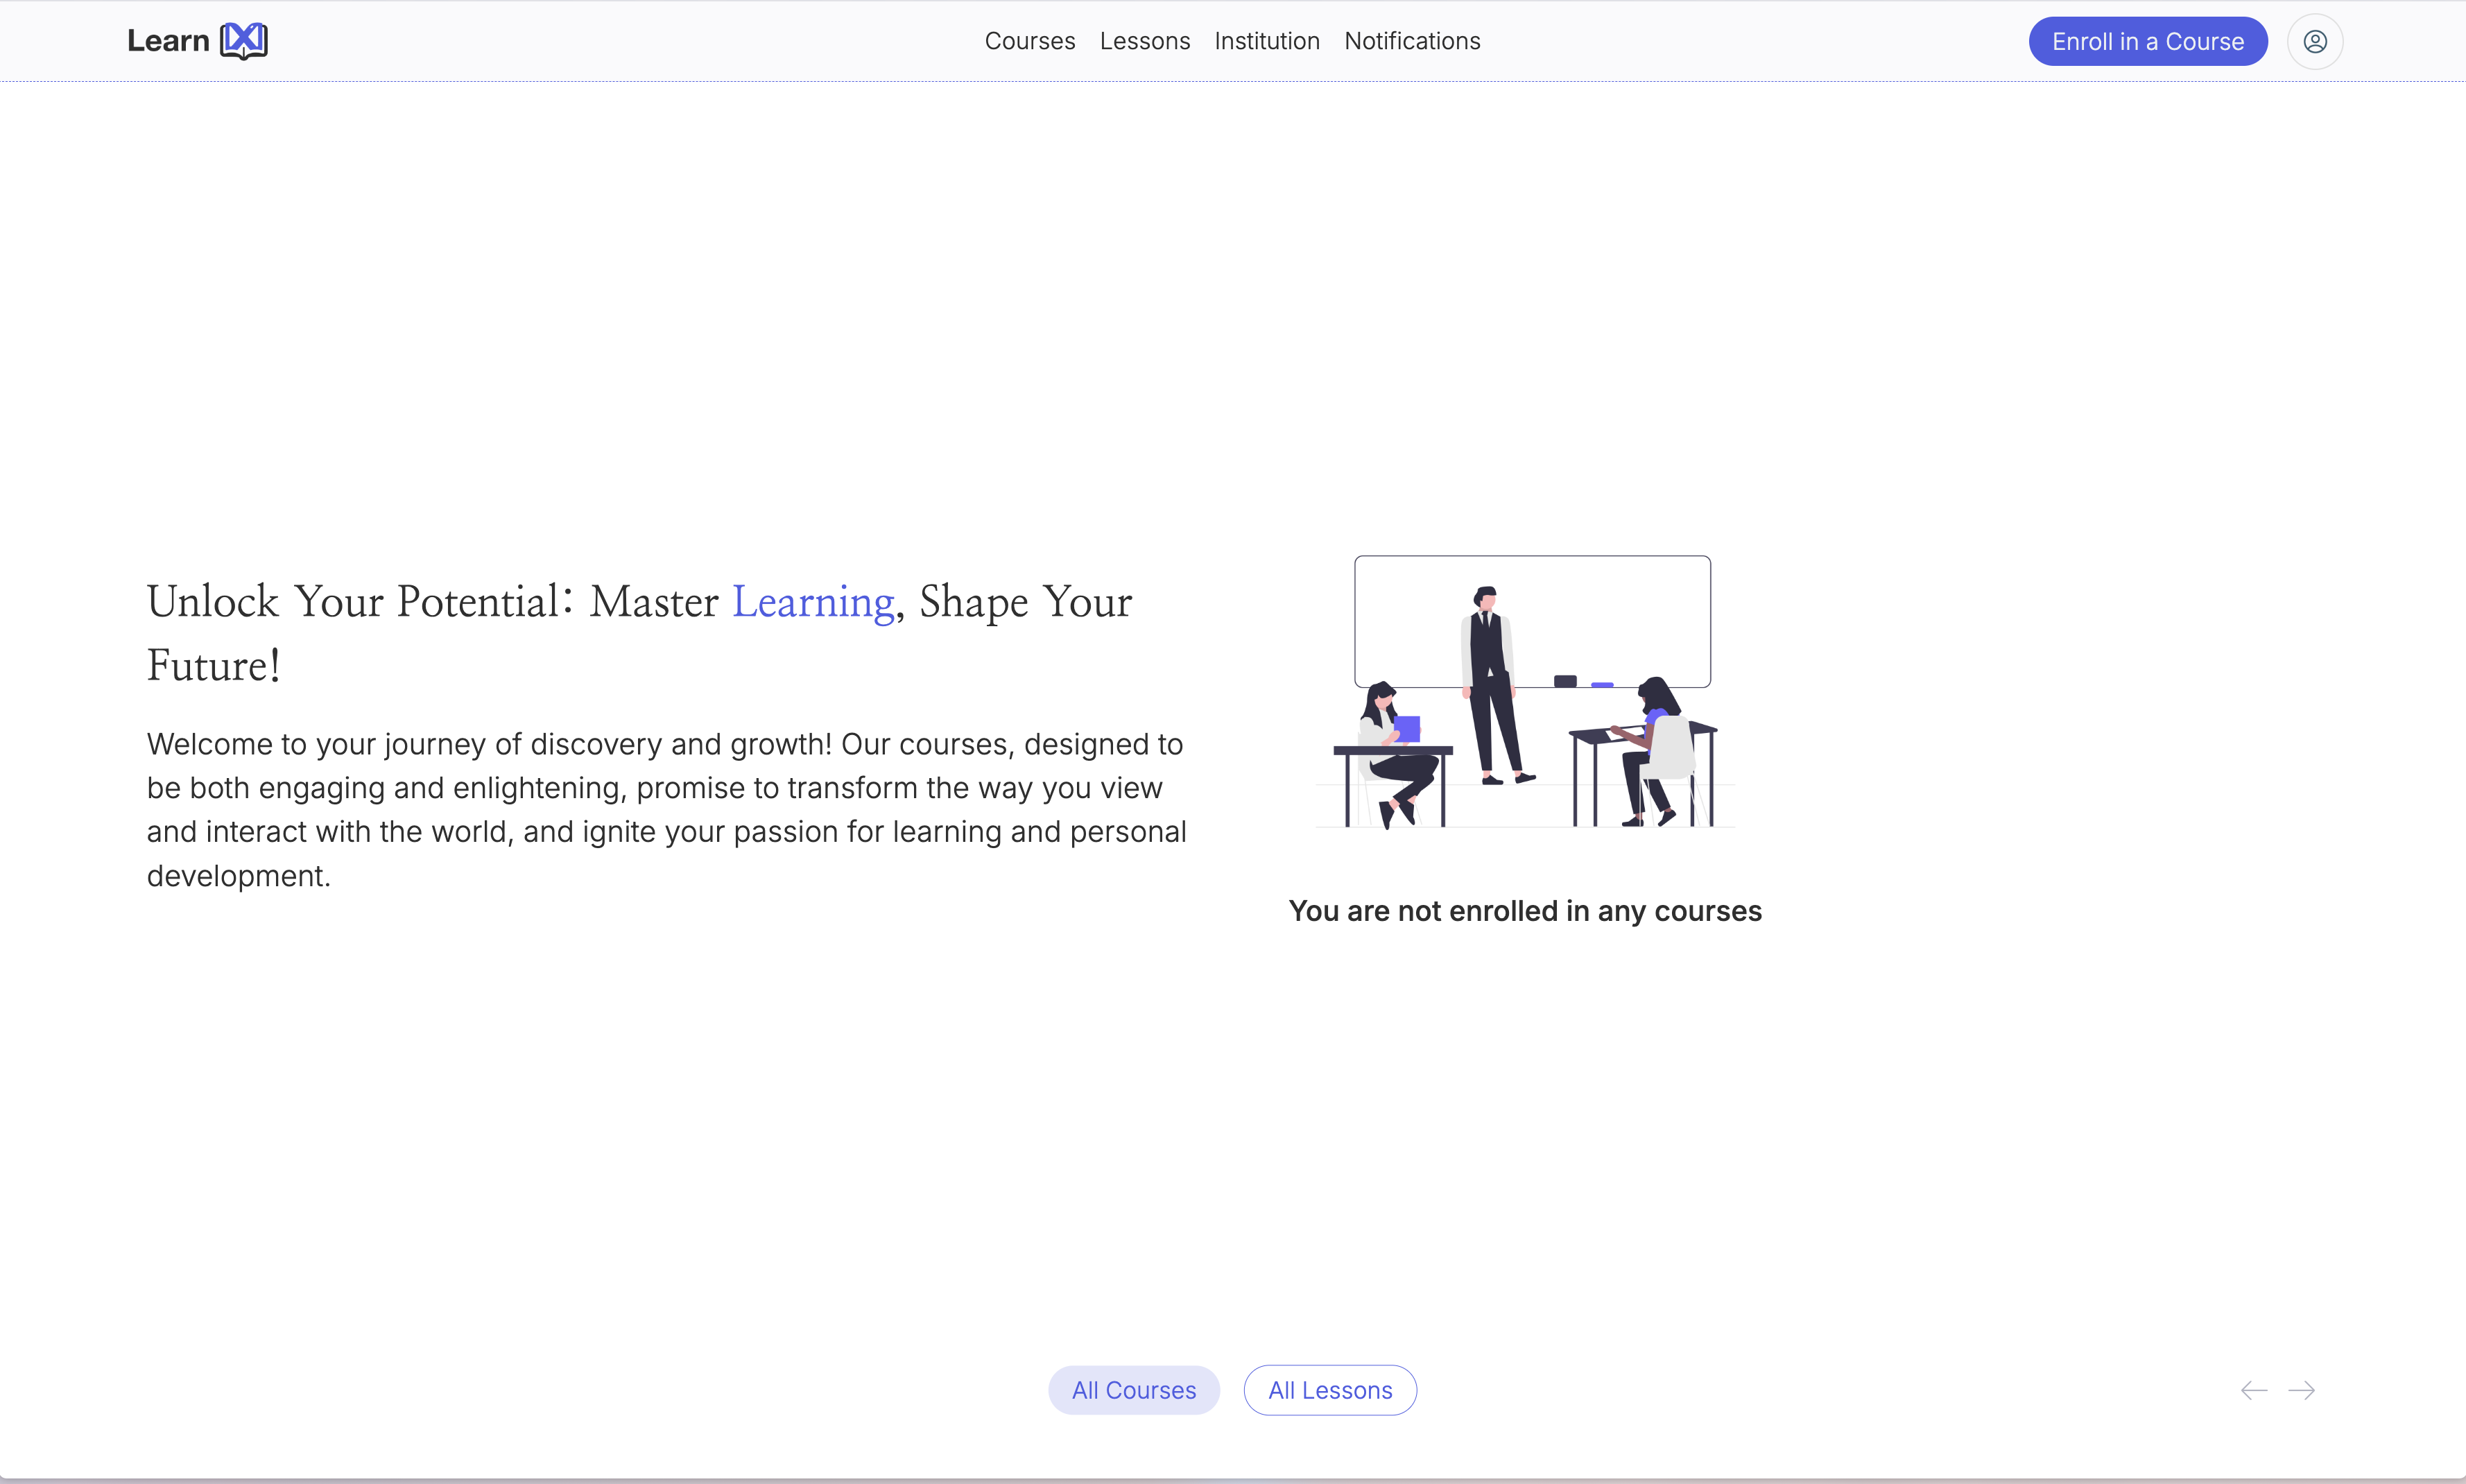 Learn X
Courses Lessons Institution Notifications
Enroll in a Course
Unlock Your Potential: Master Learning, Shape Your
Future!
Welcome to your journey of discovery and growth! Our courses, designed to
be both engaging and enlightening, promise to transform the way you view
and interact with the world, and ignite your passion for learning and personal
development.
You are not enrolled in any courses
All Courses
All Lessons